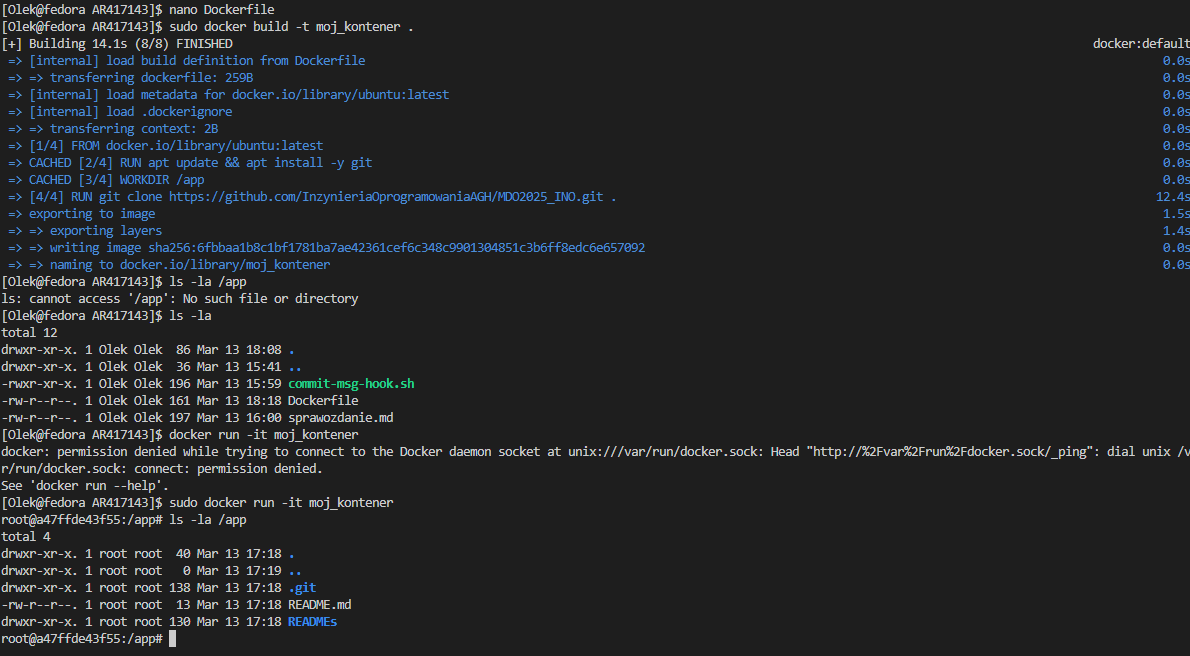 [Olek@fedora AR417143]$ nano Dockerfile
[Olek@fedora AR417143]$ sudo docker build -t moj_kontener .
[+] Building 14.1s (8/8) FINISHED docker:default
=> [internal] load build definition from Dockerfile 0.0s
=> => transferring dockerfile: 259B 0.0s
=> [internal] load metadata for docker.io/library/ubuntu:latest 0.0s
=> [internal] load .dockerignore 0.0s
=> => transferring context: 2B 0.0s
=> [1/4] FROM docker.io/library/ubuntu:latest 0.0s
=> CACHED [2/4] RUN apt update && apt install -y git 0.0s
=> CACHED [3/4] WORKDIR /app 0.0s
=> [4/4] RUN git clone https://github.com/InzynieriaOprogramowaniaAGH/MDO2025_INO.git . 12.4s
=> exporting to image 1.5s
=> => exporting layers 1.4s
=> => writing image sha256:6fbbaa1b8c1bf1781ba7ae42361cef6c348c9901304851c3b6ff8edc6e657092 0.0s
=> => naming to docker.io/library/moj_kontener 0.0s
[Olek@fedora AR417143]$ ls -la /app
ls: cannot access '/app': No such file or directory
[Olek@fedora AR417143]$ ls -la
total 12
drwxr-xr-x. 1 Olek Olek  86 Mar 13 18:08 .
drwxr-xr-x. 1 Olek Olek  36 Mar 13 15:41 ..
-rwxr-xr-x. 1 Olek Olek 196 Mar 13 15:59 commit-msg-hook.sh
-rw-r--r--. 1 Olek Olek 161 Mar 13 18:18 Dockerfile
-rw-r--r--. 1 Olek Olek 197 Mar 13 16:00 sprawozdanie.md
[Olek@fedora AR417143]$ docker run -it moj_kontener
docker: permission denied while trying to connect to the Docker daemon socket at unix:///var/run/docker.sock: Head "http://%2Fvar%2Frun%2Fdocker.sock/_ping": dial unix /v
r/run/docker.sock: connect: permission denied.
See 'docker run --help'.
[Olek@fedora AR417143]$ sudo docker run -it moj_kontener
root@a47ffde43f55:/app# ls -la /app
total 4
drwxr-xr-x. 1 root root  40 Mar 13 17:18 .
drwxr-xr-x. 1 root root   0 Mar 13 17:19 ..
drwxr-xr-x. 1 root root 138 Mar 13 17:18 .git
-rw-r--r--. 1 root root  13 Mar 13 17:18 README.md
drwxr-xr-x. 1 root root 130 Mar 13 17:18 READMEs
root@a47ffde43f55:/app#